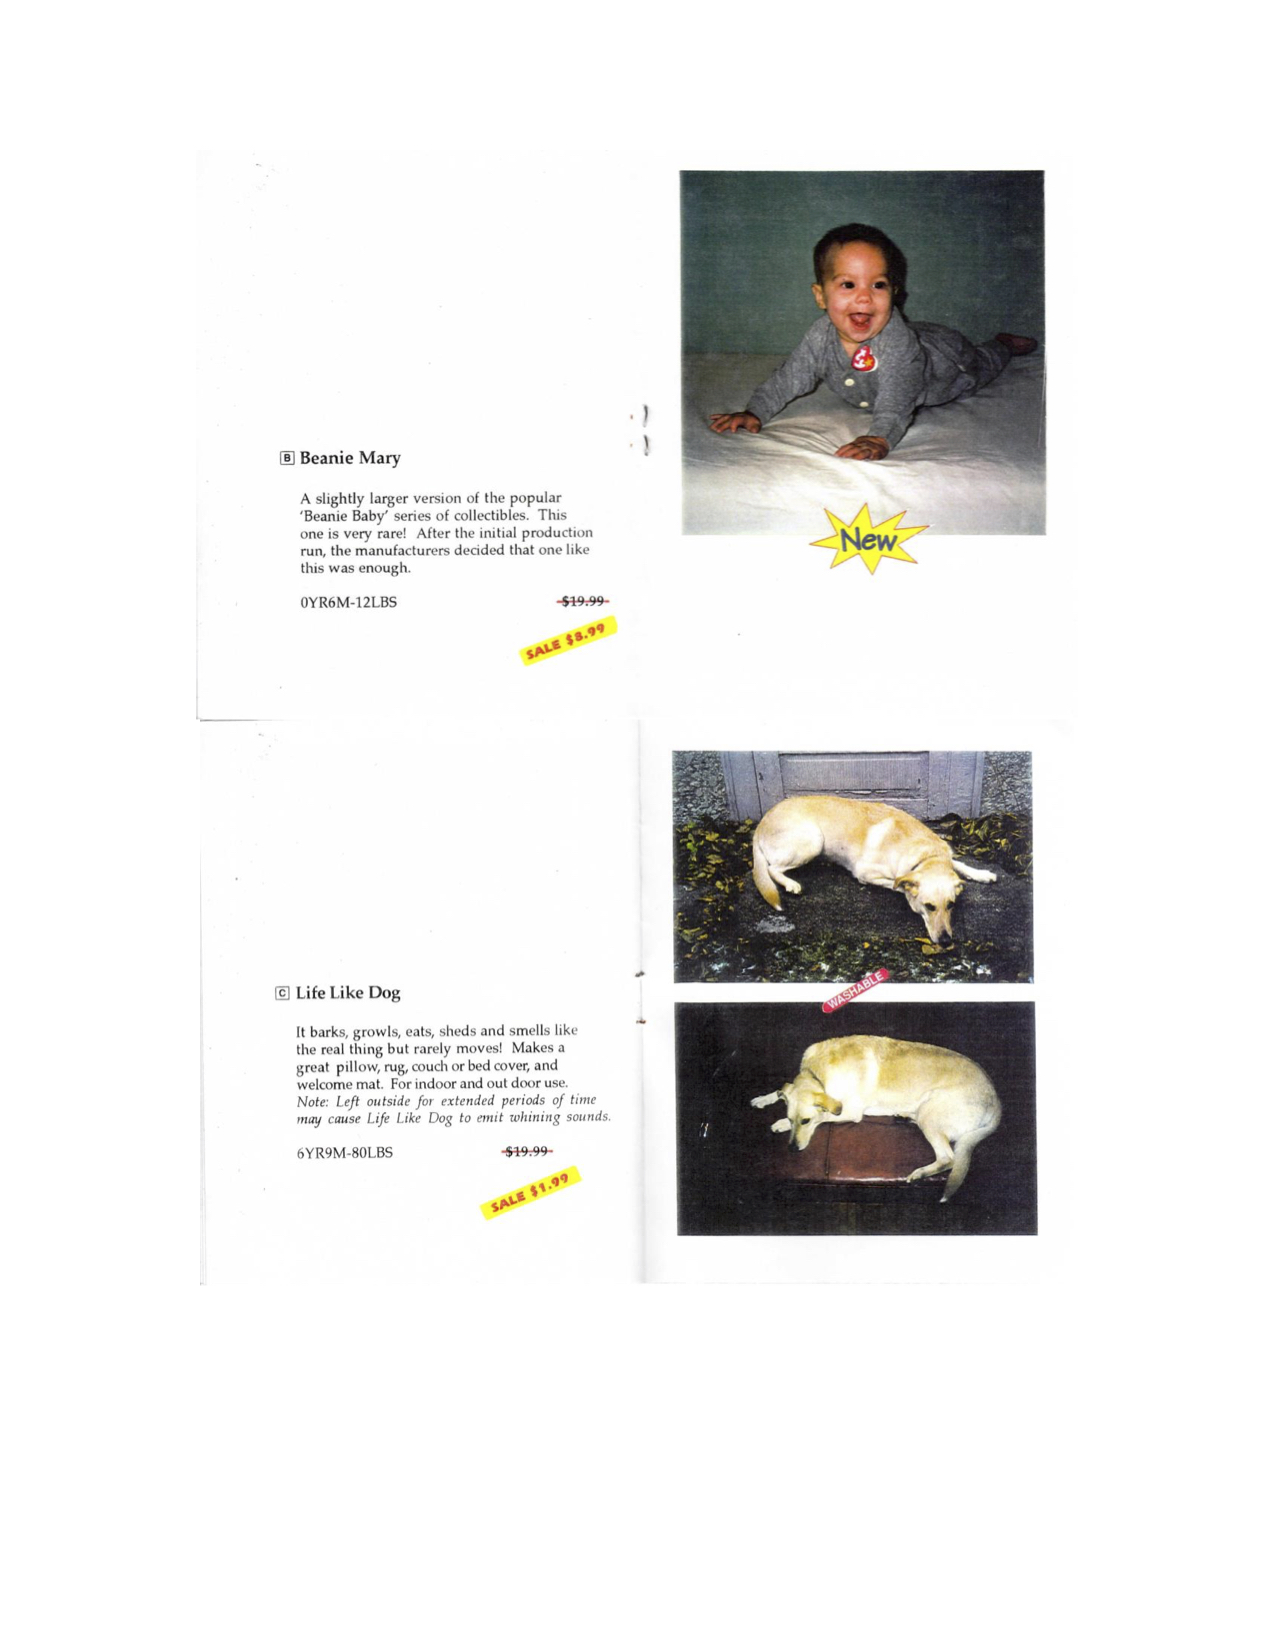 B Beanie Mary
A slightly larger version of the popular
'Beanie Baby' series of collectibles. This
one is very rare! After the initial production
run, the manufacturers decided that one like
this was enough.
0YR6M-12LBS $19.99
SALE $8.99
New
C Life Like Dog
It barks, growls, eats, sheds and smells like
the real thing but rarely moves! Makes a
great pillow, rug, couch or bed cover, and
welcome mat. For indoor and out door use.
Note: Left outside for extended periods of time
may cause Life Like Dog to emit whining sounds.
6YR9M-80LBS $19.99
SALE $1.99
WASHABLE